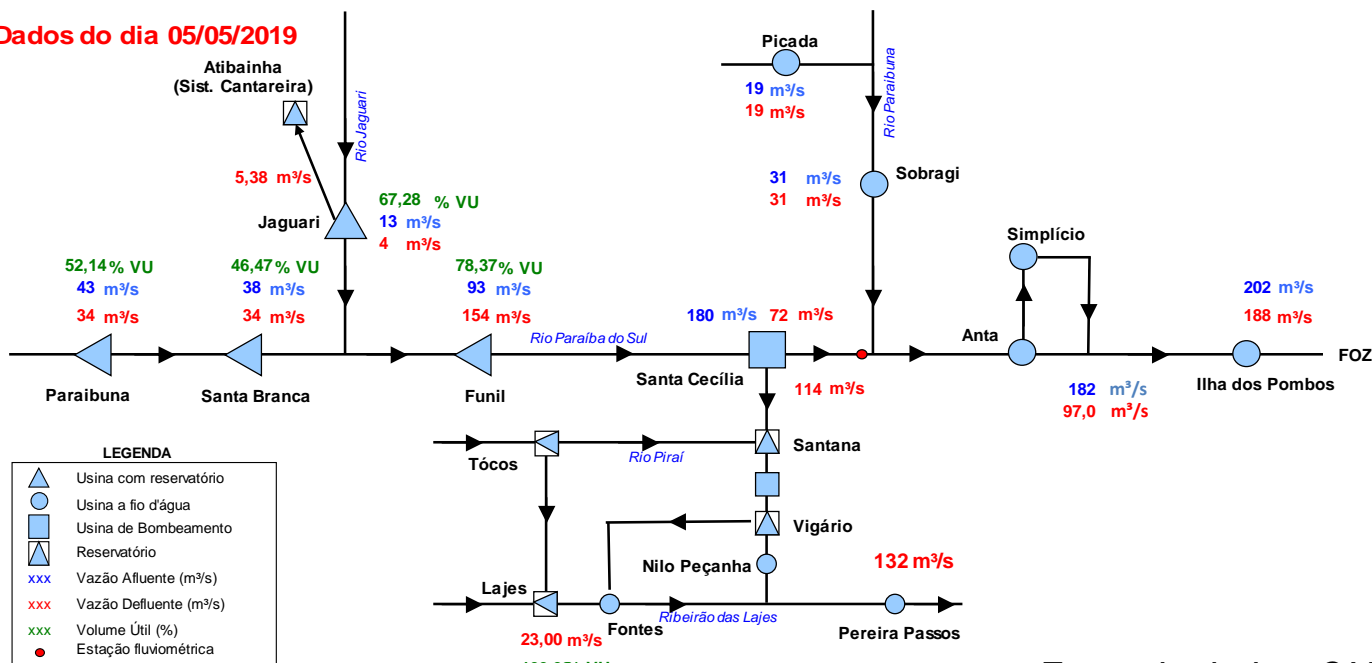 Dados do dia 05/05/2019
Atibainha
(Sist. Cantareira)
Rio Jaguari
5,38 m³/s
Jaguari
67,28 % VU
13 m³/s
4 m³/s
Picada
19 m³/s
19 m³/s
Rio Paraibuna
Sobragi
31 m³/s
31 m³/s
52,14 % VU
43 m³/s
34 m³/s
Paraibuna
46,47 % VU
38 m³/s
34 m³/s
Santa Branca
78,37 % VU
93 m³/s
154 m³/s
Funil
Rio Paraíba do Sul
180 m³/s
72 m³/s
Santa Cecília
114 m³/s
Simplício
Anta
182 m³/s
97,0 m³/s
202 m³/s
188 m³/s
Ilha dos Pombos
FOZ
Tócos
Rio Piraí
Santana
Vigário
Nilo Peçanha
132 m³/s
Lajes
Fontes
Ribeirão das Lajes
Pereira Passos
23,00 m³/s
LEGENDA
Usina com reservatório
Usina a fio d'água
Usina de Bombeamento
Reservatório
xxx Vazão Afluente (m³/s)
xxx Vazão Defluente (m³/s)
xxx Volume Útil (%)
Estação fluviométrica